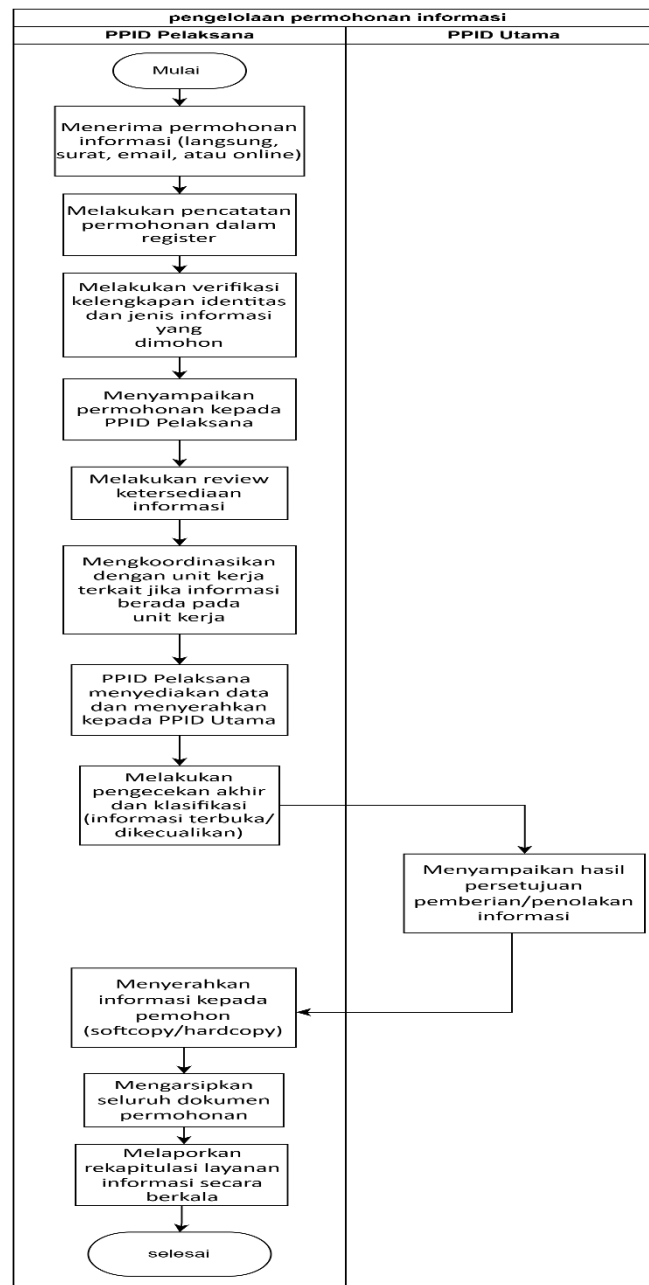 pengelolaan permohonan informasi
PPID Pelaksana
PPID Utama
Mulai
Menerima permohonan
informasi (langsung,
surat, email, atau online)
Melakukan pencatatan
permohonan dalam
register
Melakukan verifikasi
kelengkapan identitas
dan jenis informasi
yang
dimohon
Menyampaikan
permohonan kepada
PPID Pelaksana
Melakukan review
ketersediaan
informasi
Mengkoordinasikan
dengan unit kerja
terkait jika informasi
berada pada
unit kerja
PPID Pelaksana
menyediakan data
dan menyerahkan
kepada PPID Utama
Melakukan
pengecekan akhir
dan klasifikasi
(informasi terbuka/
dikecualikan)
Menyampaikan hasil
persetujuan
pemberian/penolakan
informasi
Menyerahkan
informasi kepada
pemohon
(softcopy/hardcopy)
Mengarsipkan
seluruh dokumen
permohonan
Melaporkan
rekapitulasi layanan
informasi secara
berkala
selesai